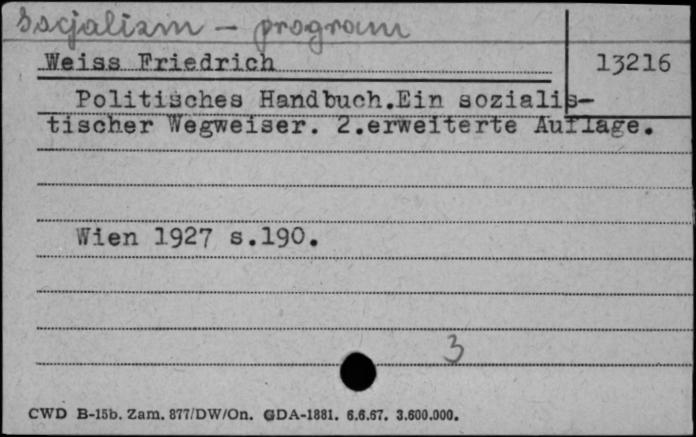 Socjalizm – program
Weiss Friedrich
13216
Politisches Handbuch.Ein sozialis-
tischer Wegweiser. 2.erweiterte Auflage.
Wien 1927 s.190.
3
CWD B-15b. Zam. 877/DW/On. GDA-1881. 6.6.67. 3.600.000.